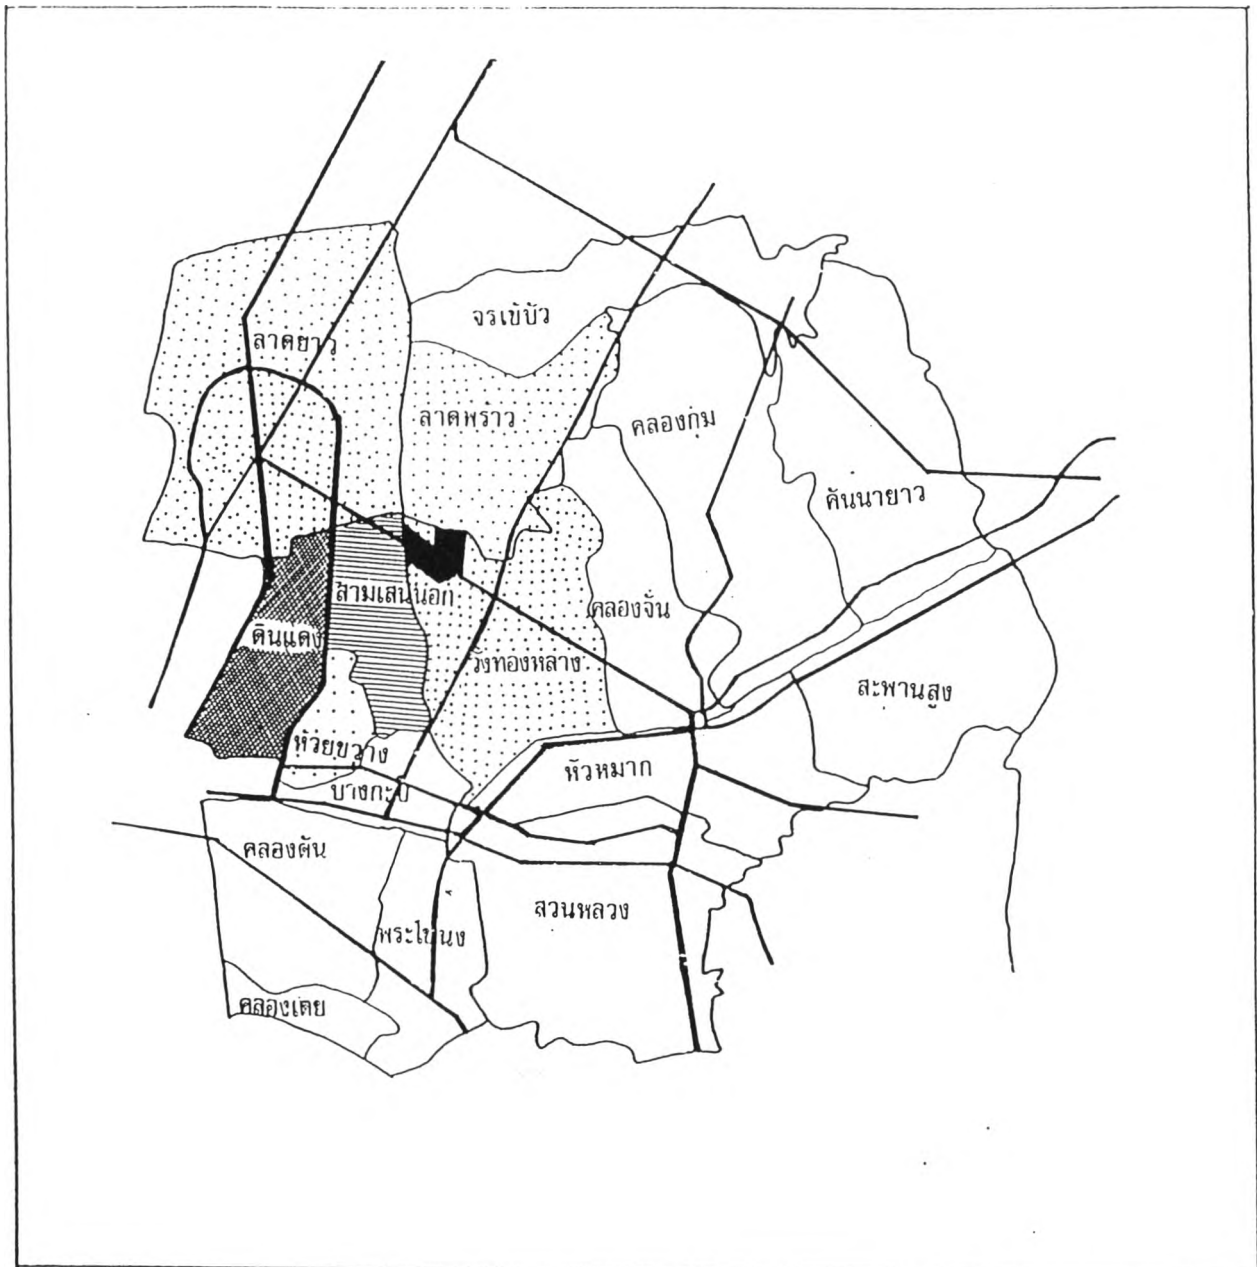 จรเข้บัว
ลาดยาว
ลาดพร้าว
คลองกุ่ม
คันนายาว
สามเสนนอก
คลองจั่น
ดินแดง
วังทองหลาง
สะพานสูง
ห้วยขวาง
หัวหมาก
บางกะปิ
คลองตัน
สวนหลวง
พระโขนง
คลองเตย